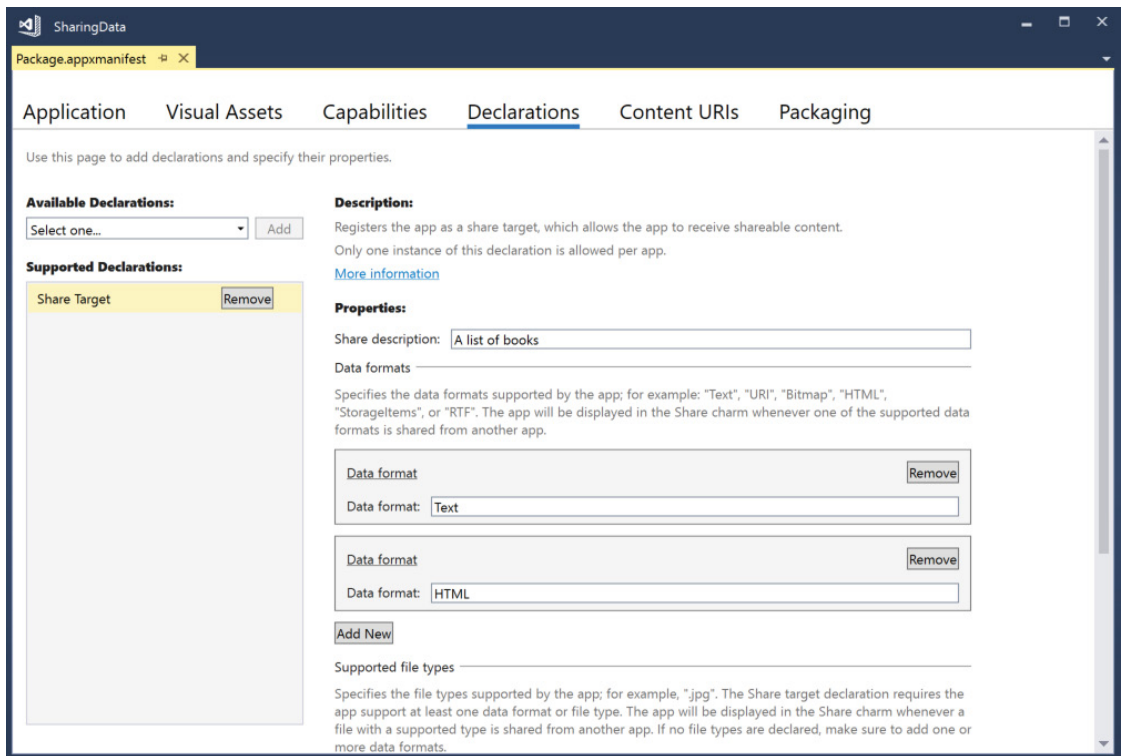 SharingData
Package.appxmanifest
Application Visual Assets Capabilities Declarations Content URIs Packaging
Use this page to add declarations and specify their properties.
Available Declarations:
Select one...
Add
Supported Declarations:
Share Target
Remove
Description:
Registers the app as a share target, which allows the app to receive shareable content.
Only one instance of this declaration is allowed per app.
More information
Properties:
Share description: A list of books
Data formats
Specifies the data formats supported by the app; for example: "Text", "URI", "Bitmap", "HTML",
"StorageItems", or "RTF". The app will be displayed in the Share charm whenever one of the supported data
formats is shared from another app.
Data format
Remove
Data format: Text
Data format
Remove
Data format: HTML
Add New
Supported file types
Specifies the file types supported by the app; for example, ".jpg". The Share target declaration requires the
app support at least one data format or file type. The app will be displayed in the Share charm whenever a
file with a supported type is shared from another app. If no file types are declared, make sure to add one or
more data formats.